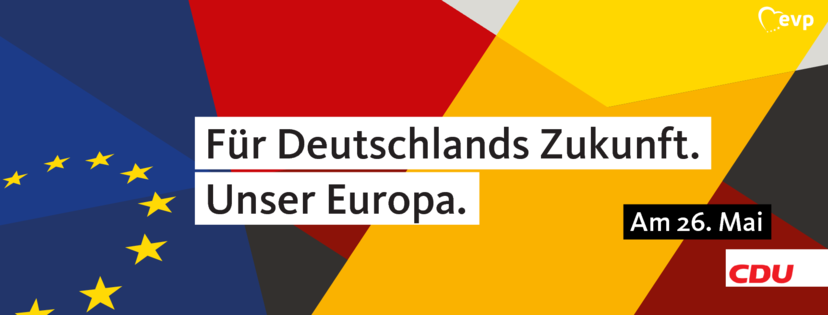 evp
Für Deutschlands Zukunft.
Unser Europa.
Am 26. Mai
CDU